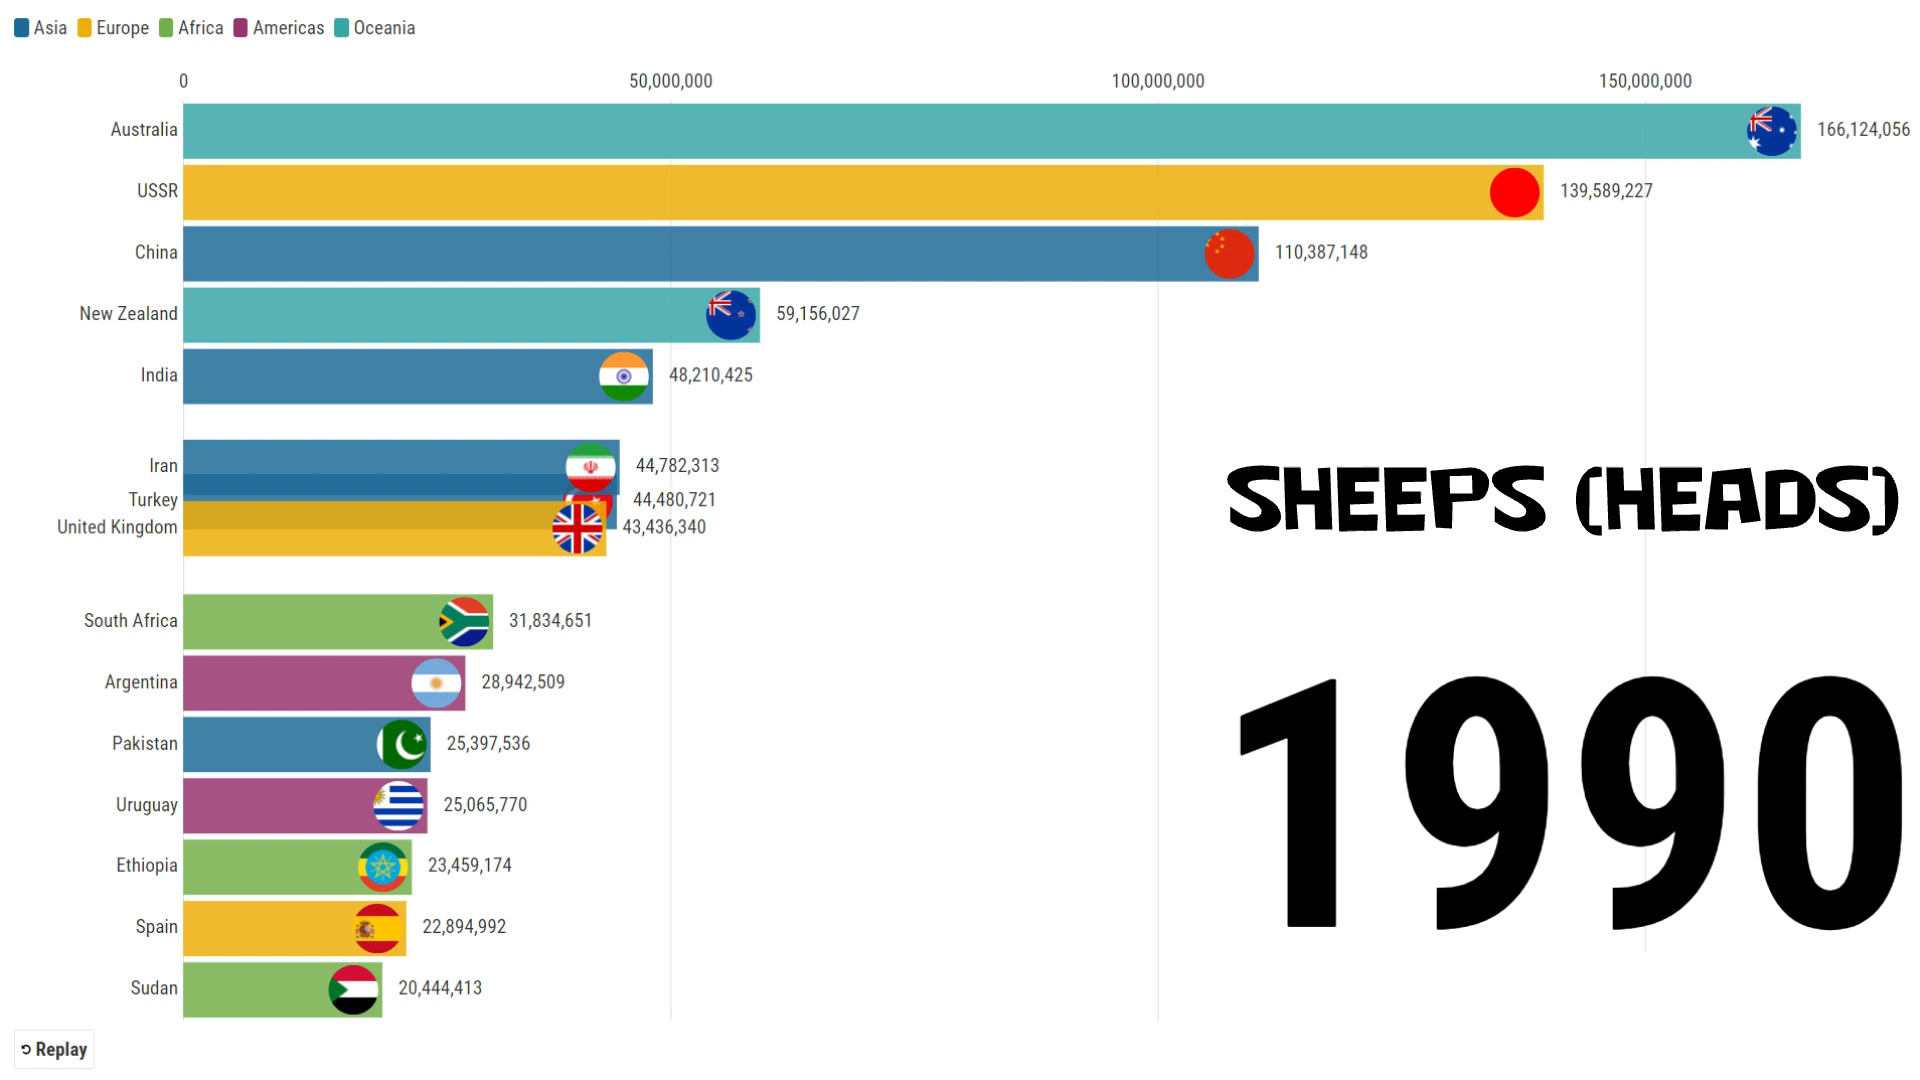 Asia Europe Africa Americas Oceania
0 50,000,000 100,000,000 150,000,000
Australia 166,124,056
USSR 139,589,227
China 110,387,148
New Zealand 59,156,027
India 48,210,425
Iran 44,782,313
Turkey 44,480,721
United Kingdom 43,436,340
SHEEPS (HEADS)
South Africa 31,834,651
Argentina 28,942,509
Pakistan 25,397,536
Uruguay 25,065,770
Ethiopia 23,459,174
Spain 22,894,992
Sudan 20,444,413
1990
Replay